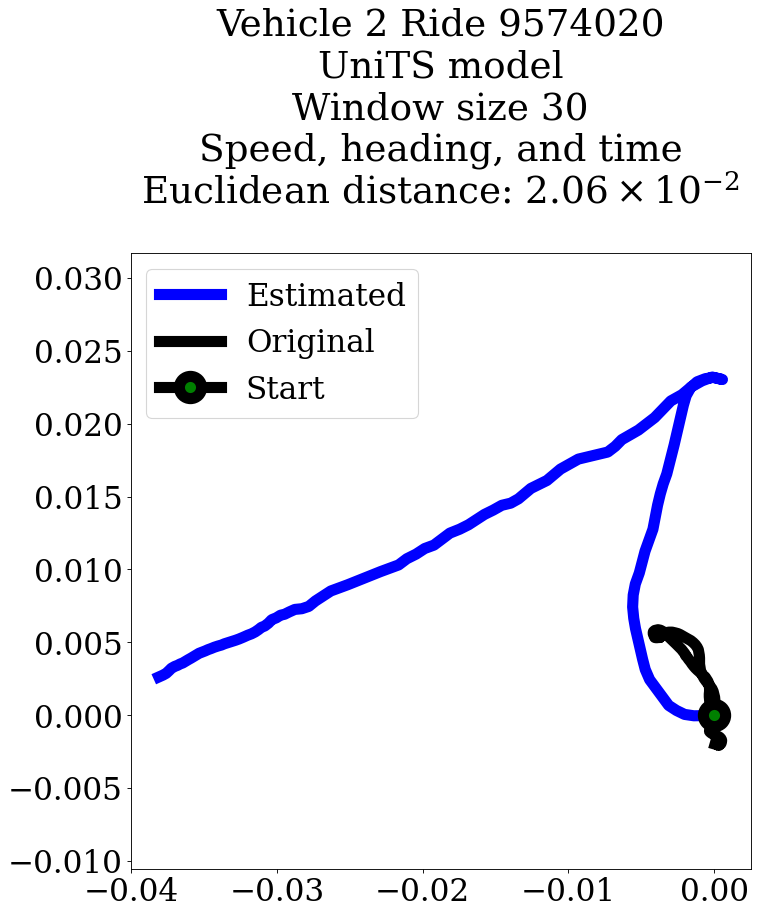 Vehicle 2 Ride 9574020
UniTS model
Window size 30
Speed, heading, and time
Euclidean distance: 2.06 × 10⁻²
0.030
0.025
0.020
0.015
0.010
0.005
0.000
−0.005
−0.010
Estimated
Original
Start
−0.04
−0.03
−0.02
−0.01
0.00